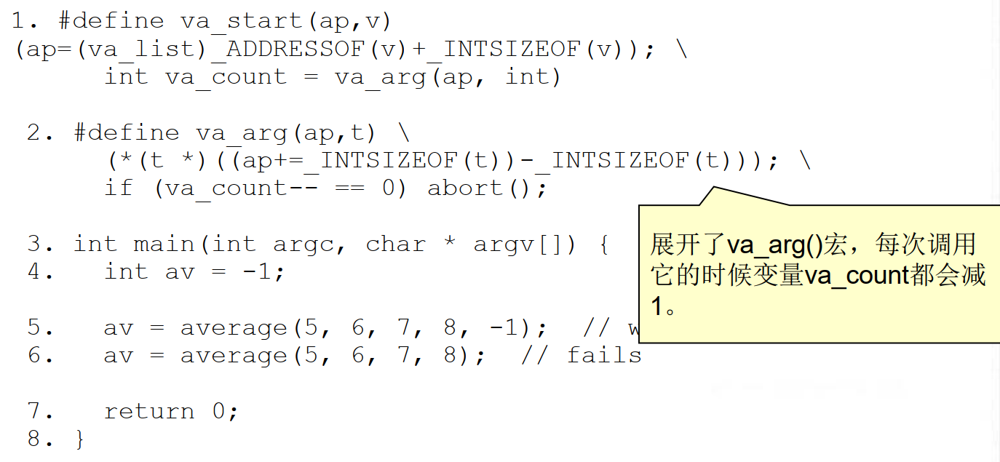 1. #define va_start(ap,v)
(ap=(va_list)_ADDRESSOF(v)+_INTSIZEOF(v)); \
int va_count = va_arg(ap, int)
2. #define va_arg(ap,t) \
(*(t *)((ap+=_INTSIZEOF(t))-_INTSIZEOF(t))); \
if (va_count-- == 0) abort();
3. int main(int argc, char * argv[]) {
4. int av = -1;
5. av = average(5, 6, 7, 8, -1); //
6. av = average(5, 6, 7, 8); // fails
7. return 0;
8. }
展开了va_arg()宏，每次调用
它的时候变量va_count都会减
1。